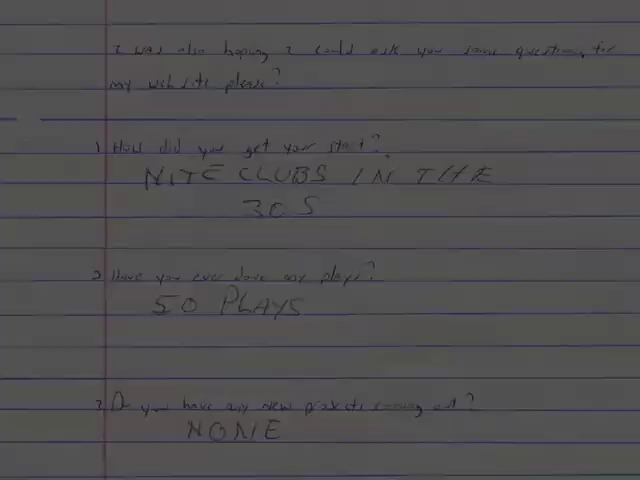 I was also hoping I could ask you some questions for
my website please?
1. How did you get your start?
NITE CLUBS IN THE
30S
2. Have you ever done any plays?
50 PLAYS
3. Do you have any new projects coming out?
NONE